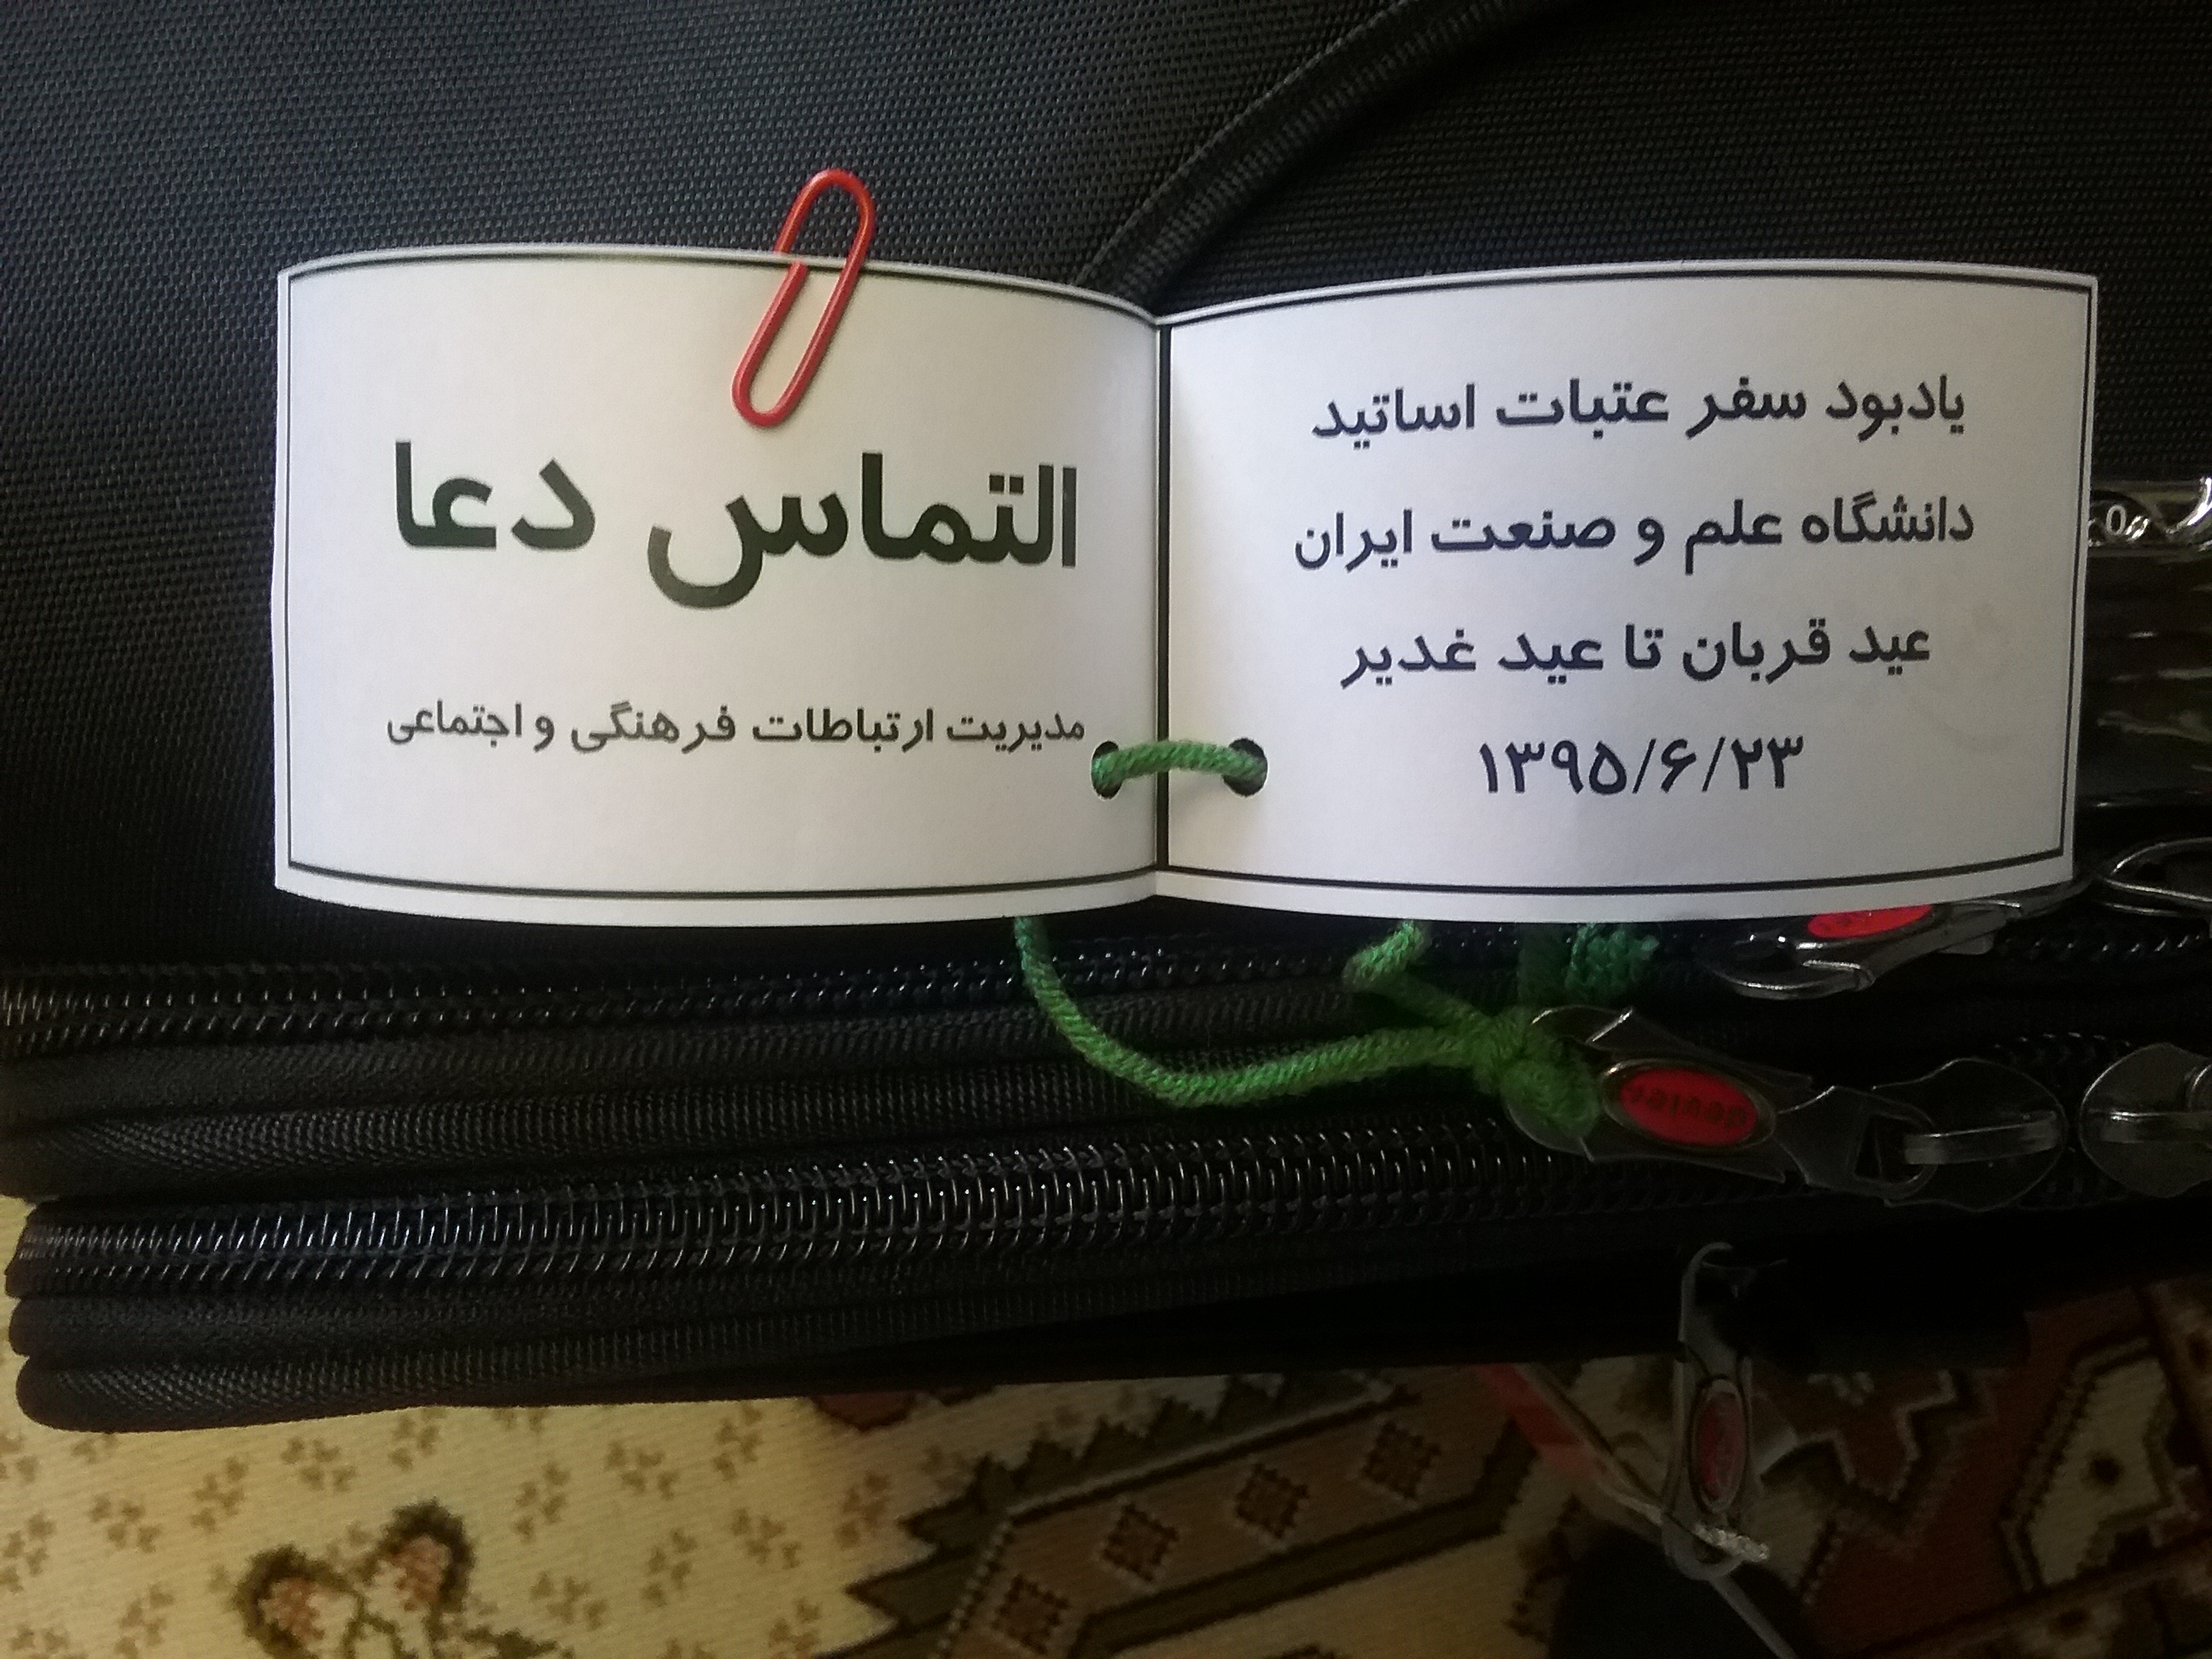 یادبود سفر عتبات اساتید
دانشگاه علم و صنعت ایران
عید قربان تا عید غدیر
۱۳۹۵/۶/۲۳
التماس دعا
مدیریت ارتباطات فرهنگی و اجتماعی